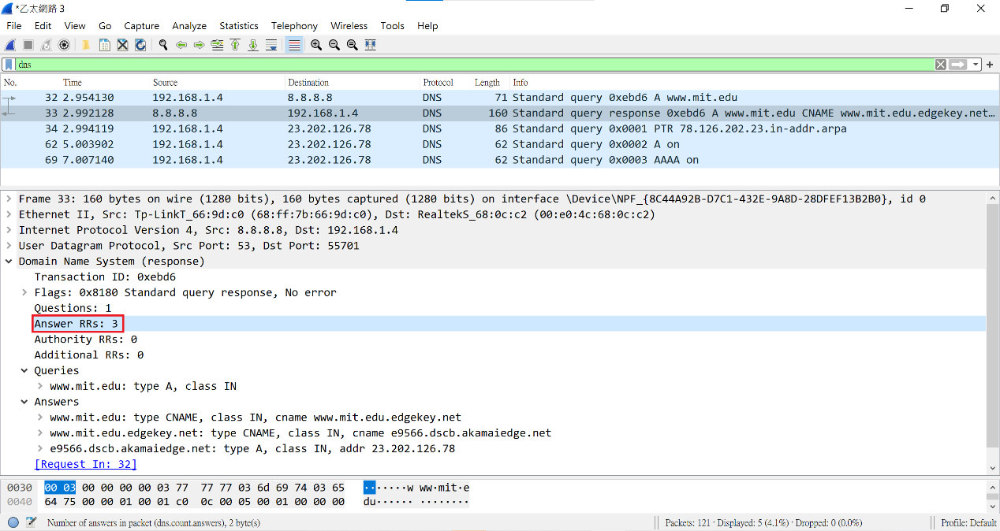 *乙太網路 3
File Edit View Go Capture Analyze Statistics Telephony Wireless Tools Help
dns
No. Time Source Destination Protocol Length Info
32 2.954130 192.168.1.4 8.8.8.8 DNS 71 Standard query 0xebd6 A www.mit.edu
33 2.992128 8.8.8.8 192.168.1.4 DNS 160 Standard query response 0xebd6 A www.mit.edu CNAME www.mit.edu.edgekey.net…
34 2.994119 192.168.1.4 23.202.126.78 DNS 86 Standard query 0x0001 PTR 78.126.202.23.in-addr.arpa
62 5.003902 192.168.1.4 23.202.126.78 DNS 62 Standard query 0x0002 A on
69 7.007140 192.168.1.4 23.202.126.78 DNS 62 Standard query 0x0003 AAAA on
Frame 33: 160 bytes on wire (1280 bits), 160 bytes captured (1280 bits) on interface \Device\NPF_{8C44A92B-D7C1-432E-9A8D-28DFEF13B2B0}, id 0
Ethernet II, Src: Tp-LinkT_66:9d:c0 (68:ff:7b:66:9d:c0), Dst: RealtekS_68:0c:c2 (00:e0:4c:68:0c:c2)
Internet Protocol Version 4, Src: 8.8.8.8, Dst: 192.168.1.4
User Datagram Protocol, Src Port: 53, Dst Port: 55701
Domain Name System (response)
Transaction ID: 0xebd6
Flags: 0x8180 Standard query response, No error
Questions: 1
Answer RRs: 3
Authority RRs: 0
Additional RRs: 0
Queries
www.mit.edu: type A, class IN
Answers
www.mit.edu: type CNAME, class IN, cname www.mit.edu.edgekey.net
www.mit.edu.edgekey.net: type CNAME, class IN, cname e9566.dscb.akamaiedge.net
e9566.dscb.akamaiedge.net: type A, class IN, addr 23.202.126.78
[Request In: 32]
0030 00 03 00 00 00 00 03 77 77 77 03 6d 69 74 03 65 ·······w ww·mit·e
0040 64 75 00 00 01 00 01 c0 0c 00 05 00 01 00 00 00 du······ ········
Number of answers in packet (dns.count.answers), 2 byte(s) Packets: 121 · Displayed: 5 (4.1%) · Dropped: 0 (0.0%) Profile: Default